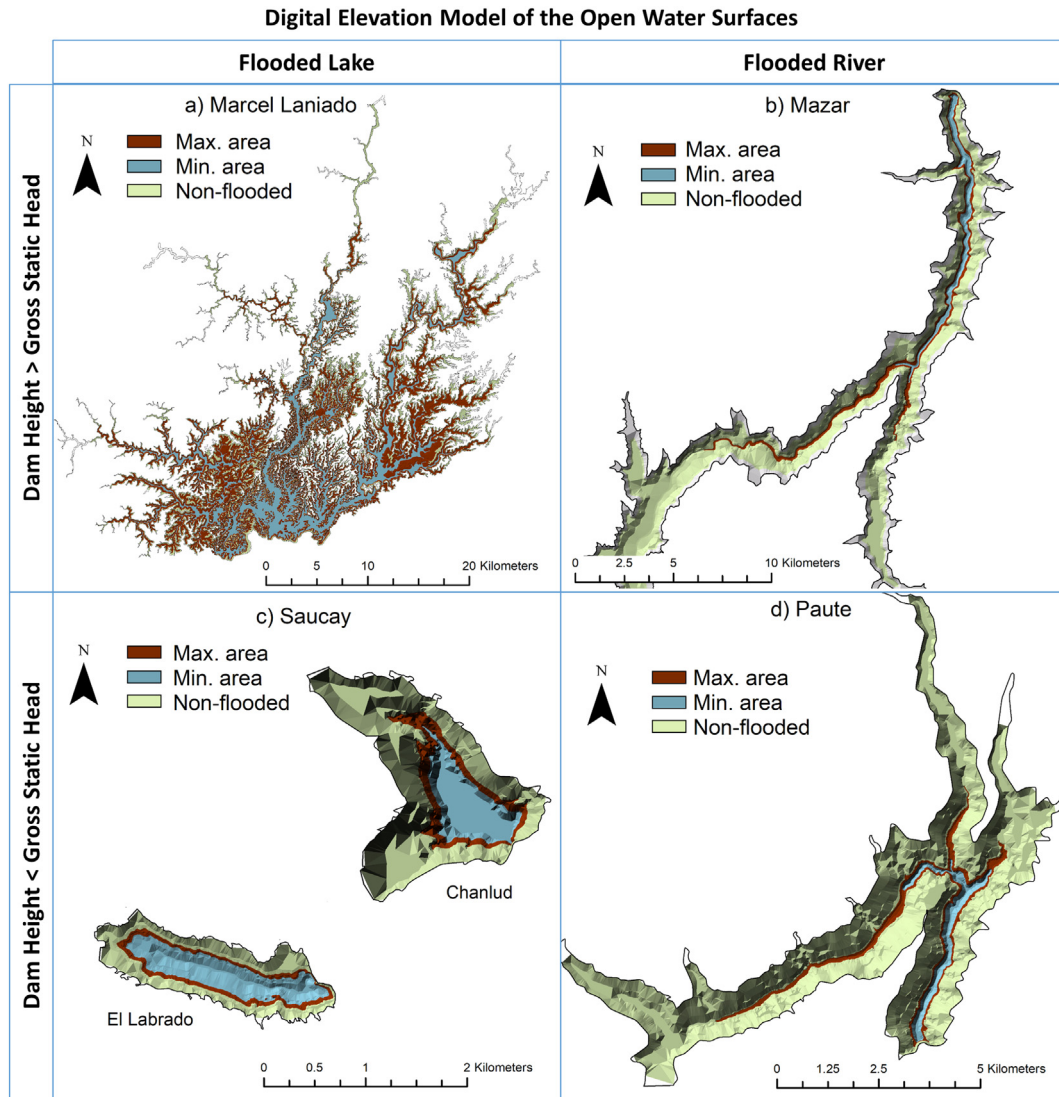 Digital Elevation Model of the Open Water Surfaces
Flooded Lake
Flooded River
Dam Height > Gross Static Head
a) Marcel Laniado
N
Max. area
Min. area
Non-flooded
0 5 10 20 Kilometers
b) Mazar
N
Max. area
Min. area
Non-flooded
0 2.5 5 10 Kilometers
Dam Height < Gross Static Head
c) Saucay
N
Max. area
Min. area
Non-flooded
Chanlud
El Labrado
0 0.5 1 2 Kilometers
d) Paute
N
Max. area
Min. area
Non-flooded
0 1.25 2.5 5 Kilometers